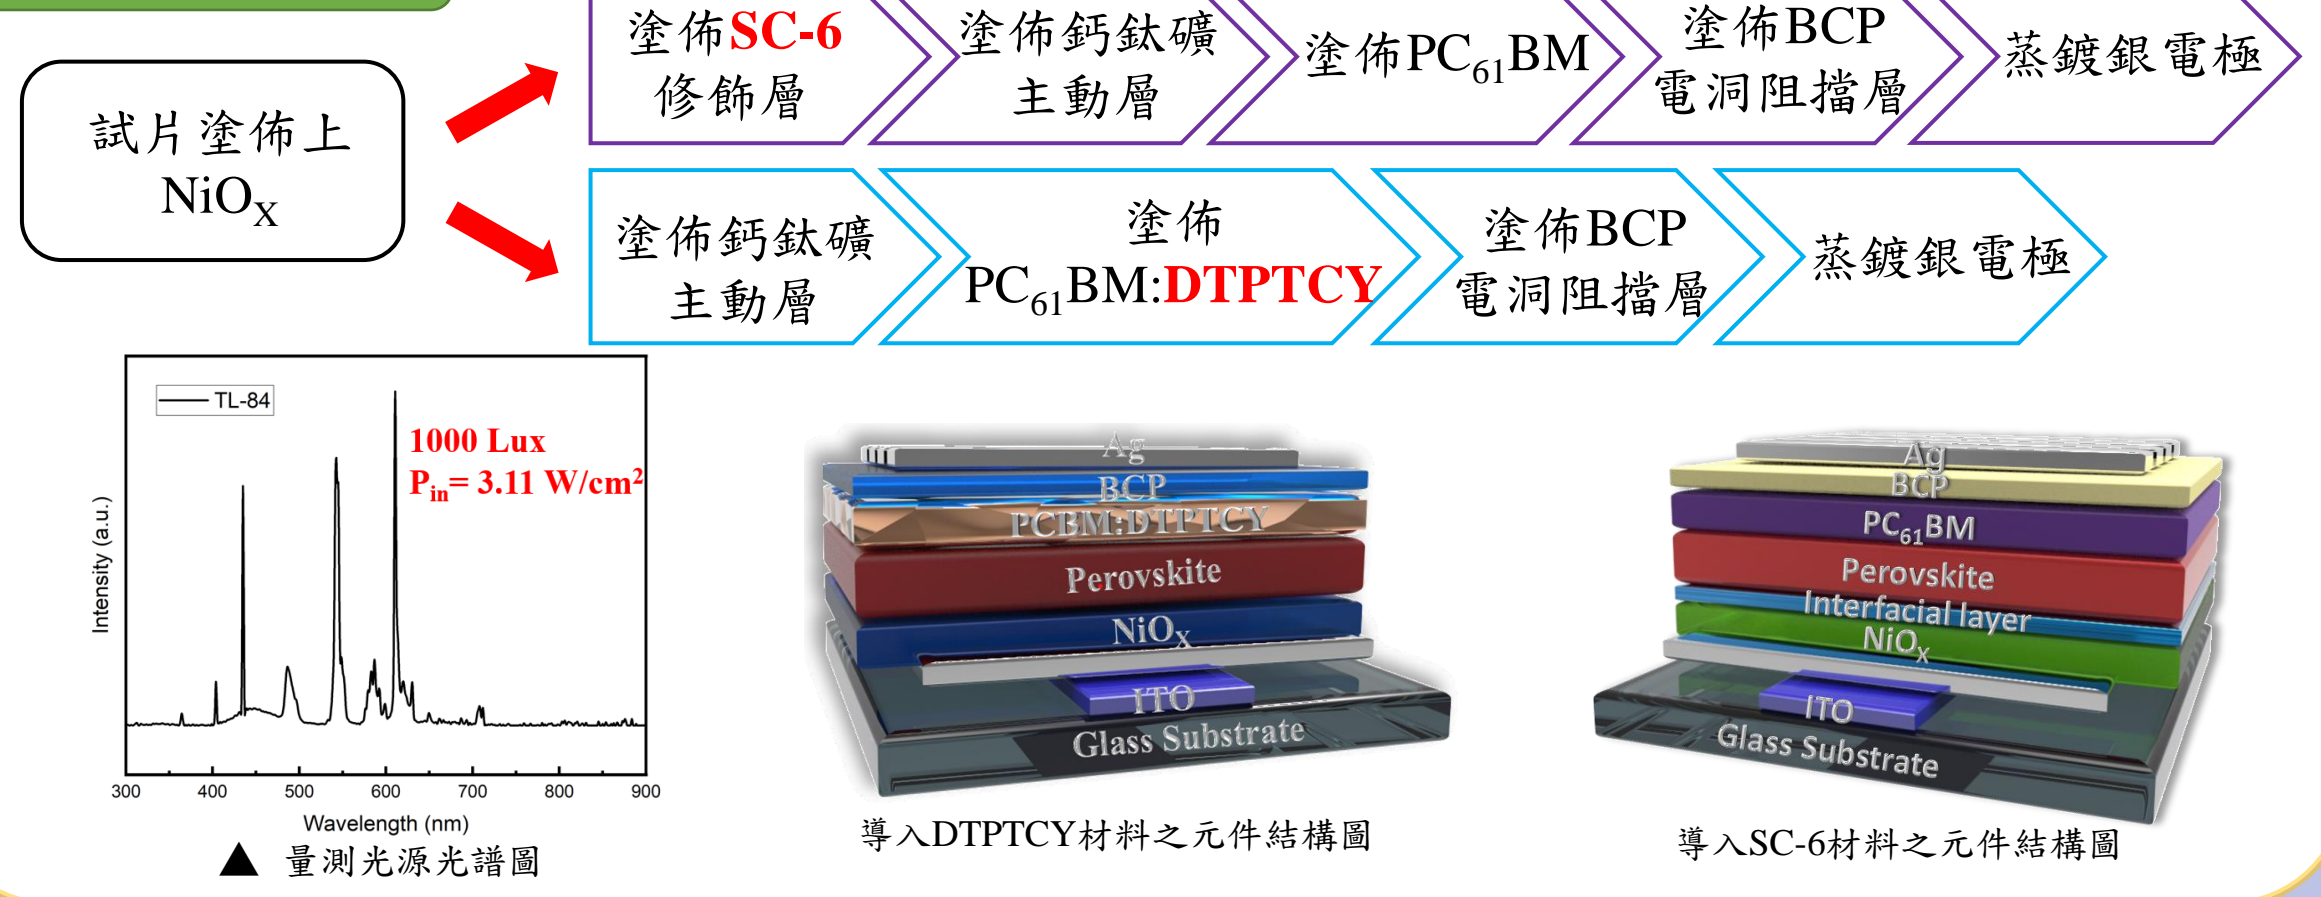 試片塗佈上
NiOX
塗佈SC-6
修飾層
塗佈鈣鈦礦
主動層
塗佈PC61BM
塗佈BCP
電洞阻擋層
蒸鍍銀電極
塗佈鈣鈦礦
主動層
塗佈
PC61BM:DTPTCY
塗佈BCP
電洞阻擋層
蒸鍍銀電極
TL-84
1000 Lux
Pin= 3.11 W/cm2
Intensity (a.u.)
300 400 500 600 700 800 900
Wavelength (nm)
▲ 量測光源光譜圖
Ag
BCP
PCBM:DTPTCY
Perovskite
NiOX
ITO
Glass Substrate
導入DTPTCY材料之元件結構圖
Ag
BCP
PC61BM
Perovskite
Interfacial layer
NiOX
ITO
Glass Substrate
導入SC-6材料之元件結構圖